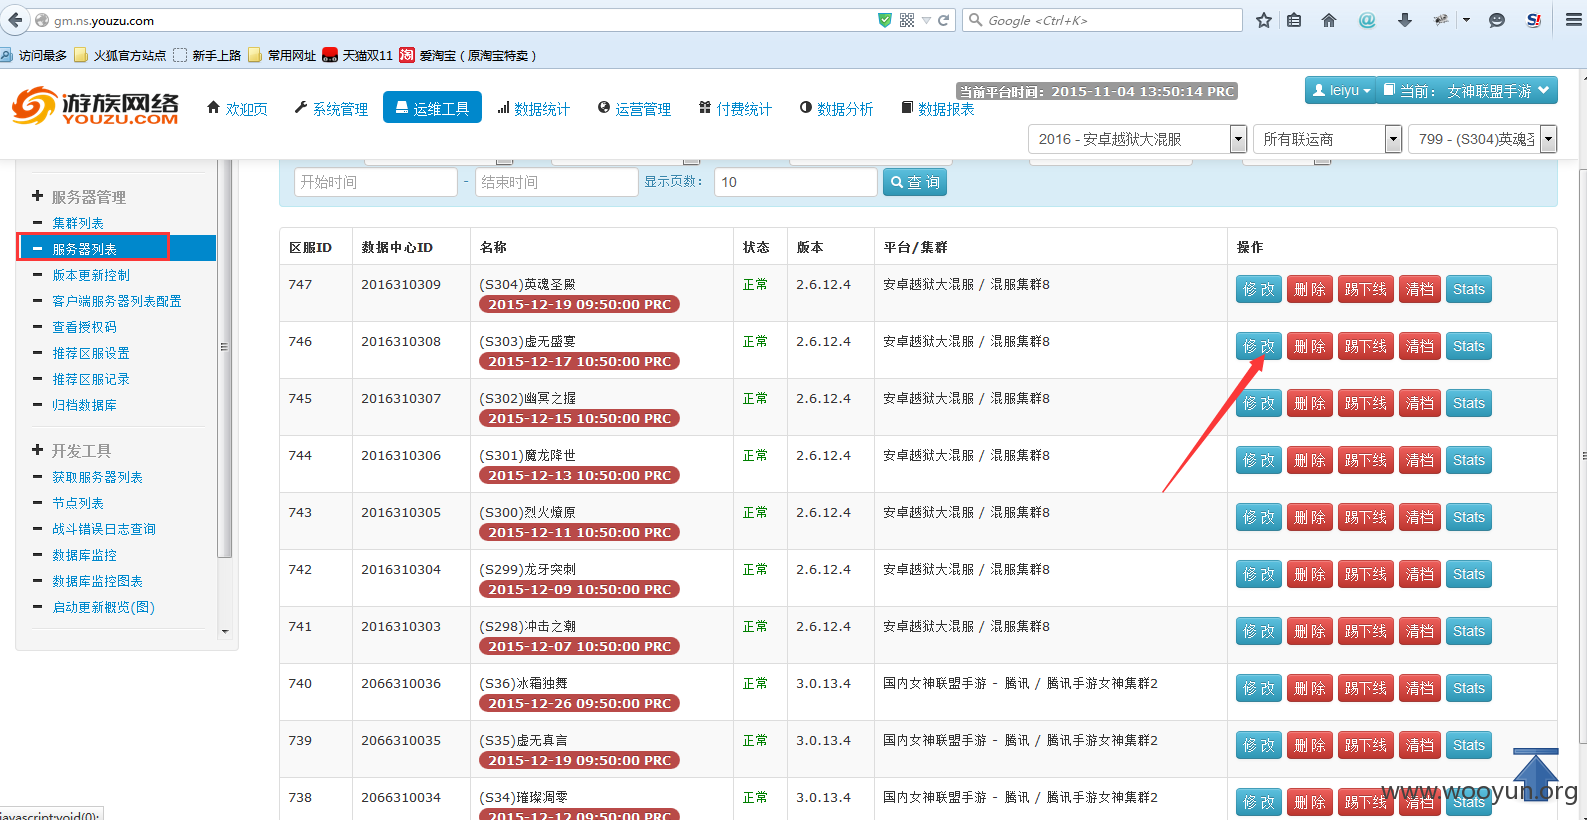 gm.ns.youzu.com
Google <Ctrl+K>
访问最多 火狐官方站点 新手上路 常用网址 天猫双11 淘 爱淘宝（原淘宝特卖）
游族网络
YOUZU.COM
欢迎页 系统管理 运维工具 数据统计 运营管理 付费统计 数据分析 数据报表
当前平台时间：2015-11-04 13:50:14 PRC
leiyu 当前： 女神联盟手游
2016 - 安卓越狱大混服 所有联运商 799 - (S304)英魂圣
服务器管理
集群列表
服务器列表
版本更新控制
客户端服务器列表配置
查看授权码
推荐区服设置
推荐区服记录
归档数据库
开发工具
获取服务器列表
节点列表
战斗错误日志查询
数据库监控
数据库监控图表
启动更新概览(图)
开始时间 - 结束时间 显示页数： 10 查 询
区服ID 数据中心ID 名称 状态 版本 平台/集群 操作
747 2016310309 (S304)英魂圣殿 正常 2.6.12.4 安卓越狱大混服 / 混服集群8 修 改 删 除 踢下线 清档 Stats
2015-12-19 09:50:00 PRC
746 2016310308 (S303)虚无盛宴 正常 2.6.12.4 安卓越狱大混服 / 混服集群8 修 改 删 除 踢下线 清档 Stats
2015-12-17 10:50:00 PRC
745 2016310307 (S302)幽冥之握 正常 2.6.12.4 安卓越狱大混服 / 混服集群8 修 改 删 除 踢下线 清档 Stats
2015-12-15 10:50:00 PRC
744 2016310306 (S301)魔龙降世 正常 2.6.12.4 安卓越狱大混服 / 混服集群8 修 改 删 除 踢下线 清档 Stats
2015-12-13 10:50:00 PRC
743 2016310305 (S300)烈火燎原 正常 2.6.12.4 安卓越狱大混服 / 混服集群8 修 改 删 除 踢下线 清档 Stats
2015-12-11 10:50:00 PRC
742 2016310304 (S299)龙牙突刺 正常 2.6.12.4 安卓越狱大混服 / 混服集群8 修 改 删 除 踢下线 清档 Stats
2015-12-09 10:50:00 PRC
741 2016310303 (S298)冲击之潮 正常 2.6.12.4 安卓越狱大混服 / 混服集群8 修 改 删 除 踢下线 清档 Stats
2015-12-07 10:50:00 PRC
740 2066310036 (S36)冰霜独舞 正常 3.0.13.4 国内女神联盟手游 - 腾讯 / 腾讯手游女神集群2 修 改 删 除 踢下线 清档 Stats
2015-12-26 09:50:00 PRC
739 2066310035 (S35)虚无真言 正常 3.0.13.4 国内女神联盟手游 - 腾讯 / 腾讯手游女神集群2 修 改 删 除 踢下线 清档 Stats
2015-12-19 09:50:00 PRC
738 2066310034 (S34)璀璨凋零 正常 3.0.13.4 国内女神联盟手游 - 腾讯 / 腾讯手游女神集群2 修 改 删 除 踢下线 清档 Stats
2015-12-12 09:50:00 PRC
javascript:void(0);
www.wooyun.org